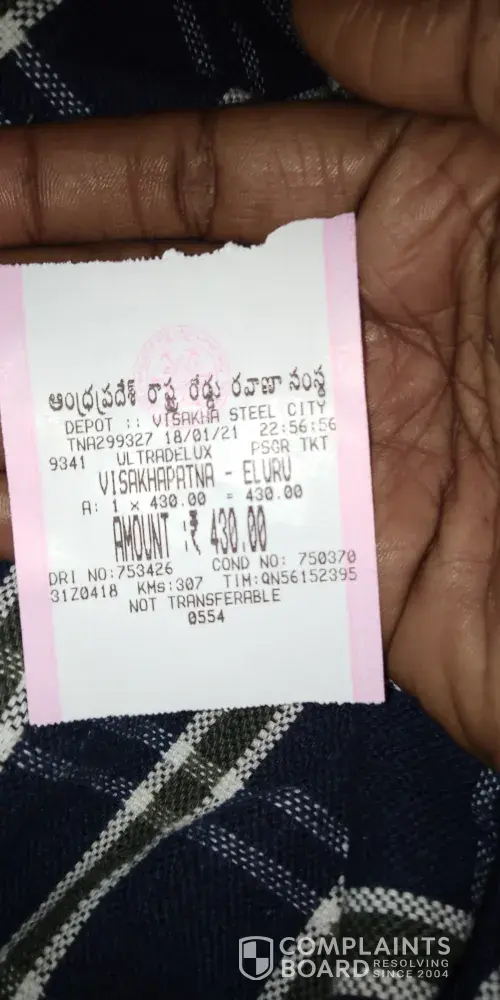 ఆంధ్రప్రదేశ్ రాష్ట్ర రోడ్డు రవాణా సంస్థ
DEPOT :: VISAKHA STEEL CITY
TNA299327 18/01/21 22:56:56
9341 ULTRADELUX PSGR TKT
VISAKHAPATNA - ELURU
A: 1 x 430.00 = 430.00
AMOUNT :₹ 430.00
DRI NO:753426 COND NO: 750370
31Z0418 KMs:307 TIM:QN56152395
NOT TRANSFERABLE
0554
COMPLAINTS
BOARD RESOLVING
SINCE 2004